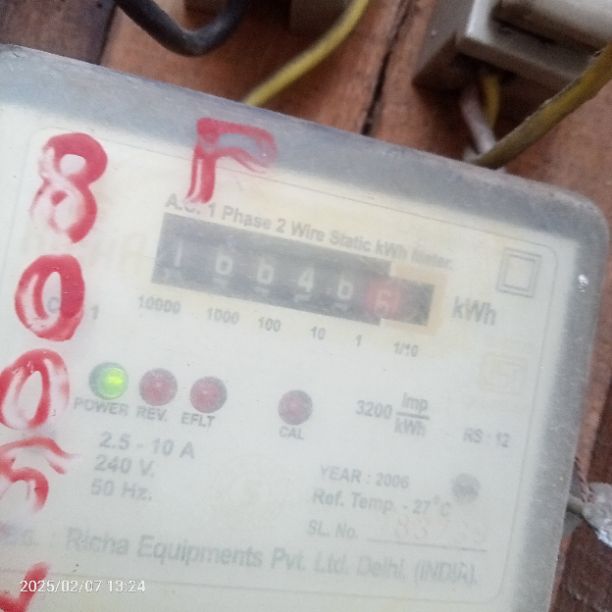 A.C. 1 Phase 2 Wire Static kWh Meter
1 6 6 4 6 kWh
10000 1000 100 10 1 1/10
POWER REV. EFLT CAL
3200 imp/kWh
RS : 12
2.5 - 10 A
240 V.
50 Hz.
YEAR : 2006
Ref. Temp. - 27°C
SL. No.
Richa Equipments Pvt. Ltd. Delhi, (INDIA).
2025/02/07 13:24